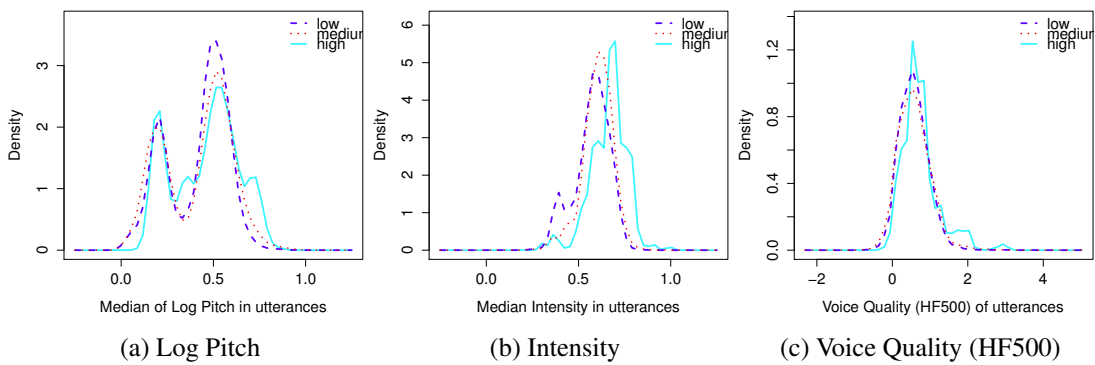 low
medium
high
Density
0
1
2
3
0.0
0.5
1.0
Median of Log Pitch in utterances
(a) Log Pitch
low
medium
high
Density
0
1
2
3
4
5
6
0.0
0.5
1.0
Median Intensity in utterances
(b) Intensity
low
medium
high
Density
0.0
0.4
0.8
1.2
−2
0
2
4
Voice Quality (HF500) of utterances
(c) Voice Quality (HF500)